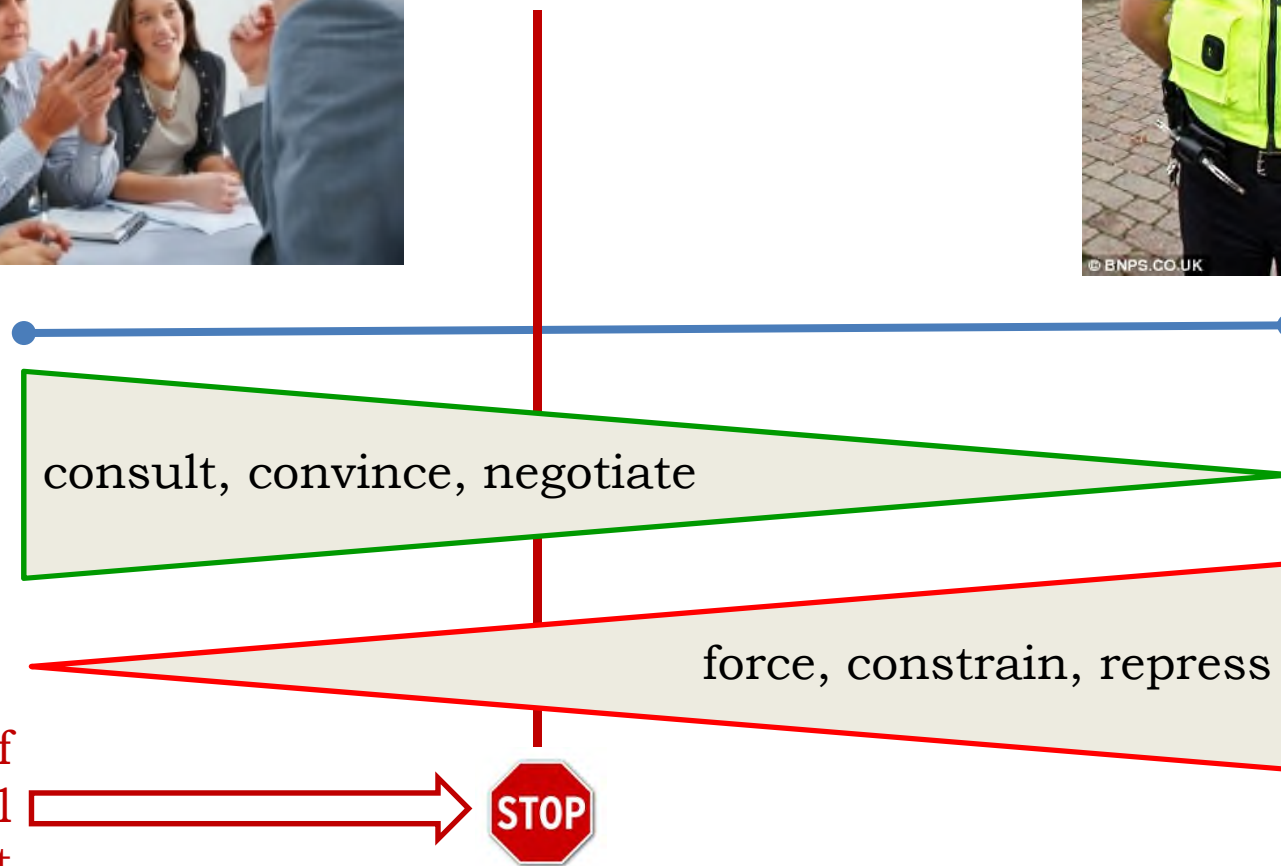 © BNPS.CO.UK
consult, convince, negotiate
force, constrain, repress
STOP